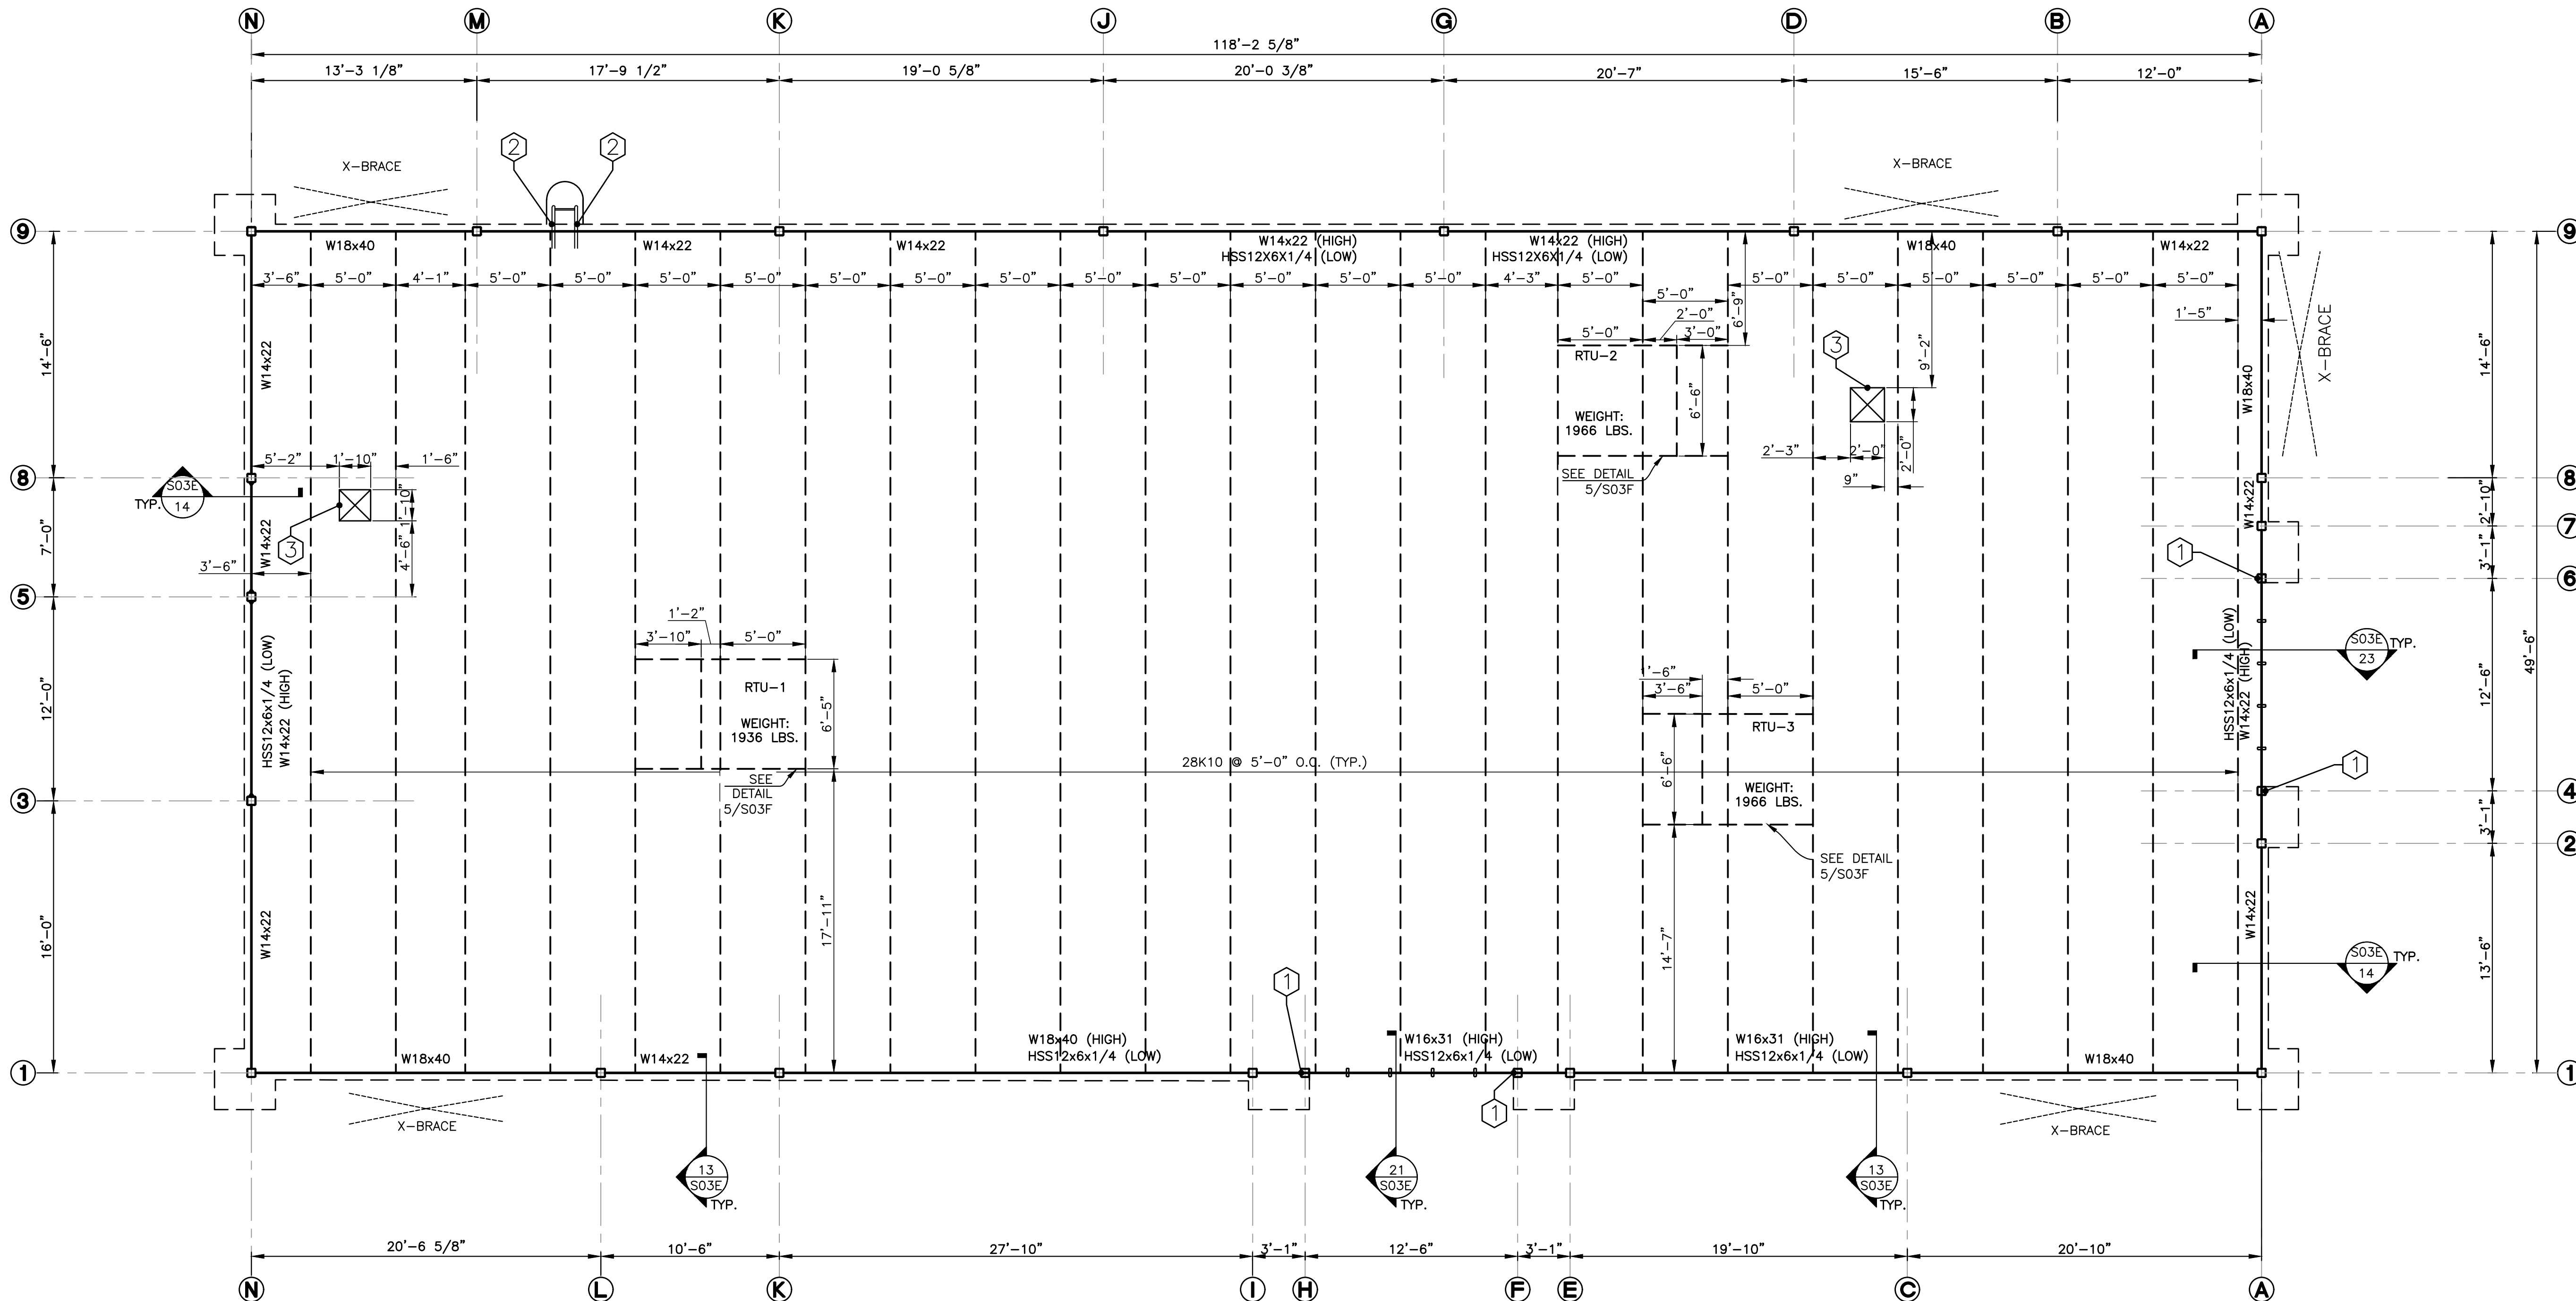 N M K J G D B A
118'-2 5/8"
13'-3 1/8" 17'-9 1/2" 19'-0 5/8" 20'-0 3/8" 20'-7" 15'-6" 12'-0"
2 2
X-BRACE X-BRACE
9 9
W18x40 W14x22 W14x22 W14x22 (HIGH) W14x22 (HIGH) W18x40 W14x22
HSS12X6X1/4 (LOW) HSS12X6X1/4 (LOW)
3'-6" 5'-0" 4'-1" 5'-0" 5'-0" 5'-0" 5'-0" 5'-0" 5'-0" 5'-0" 5'-0" 5'-0" 5'-0" 5'-0" 5'-0" 4'-3" 5'-0" 5'-0" 5'-0" 5'-0" 5'-0" 5'-0" 5'-0"
5'-0"
2'-0"
5'-0" 3'-0"
6'-9"
1'-5"
X-BRACE
14'-6"
W14x22
RTU-2
6'-6"
WEIGHT:
1966 LBS.
SEE DETAIL
5/S03F
3
9'-2"
2'-3" 2'-0"
2'-0"
9"
W18x40
14'-6"
8 8
5'-2" 1'-10" 1'-6"
S03E
14
TYP.
1'-10"
4'-6"
3
W14x22
3'-6"
7'-0"
W14x22
2'-10"
7
3'-1"
1
6
5
1'-2"
3'-10" 5'-0"
RTU-1
WEIGHT:
1936 LBS.
6'-5"
SEE
DETAIL
5/S03F
17'-11"
12'-0"
HSS12x6x1/4 (LOW)
W14x22 (HIGH)
28K10 @ 5'-0" O.C. (TYP.)
1'-6"
3'-6" 5'-0"
RTU-3
6'-6"
WEIGHT:
1966 LBS.
SEE DETAIL
5/S03F
14'-7"
HSS12x6x1/4 (LOW)
W14x22 (HIGH)
S03E
23
TYP.
12'-6"
49'-6"
1
3 4
3'-1"
2
16'-0"
W14x22
W14x22
13'-6"
S03E
14
TYP.
1
W18x40 (HIGH) W16x31 (HIGH) W16x31 (HIGH)
W18x40 W14x22 HSS12x6x1/4 (LOW) HSS12x6x1/4 (LOW) HSS12x6x1/4 (LOW) W18x40
1 1
1
X-BRACE X-BRACE
13
S03E
TYP.
21
S03E
TYP.
13
S03E
TYP.
20'-6 5/8" 10'-6" 27'-10" 3'-1" 12'-6" 3'-1" 19'-10" 20'-10"
N L K I H F E C A